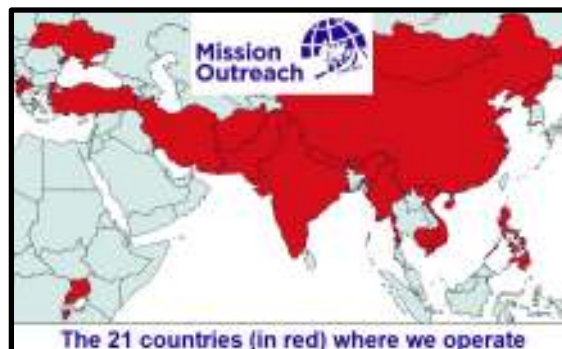 Mission
Outreach
The 21 countries (in red) where we operate